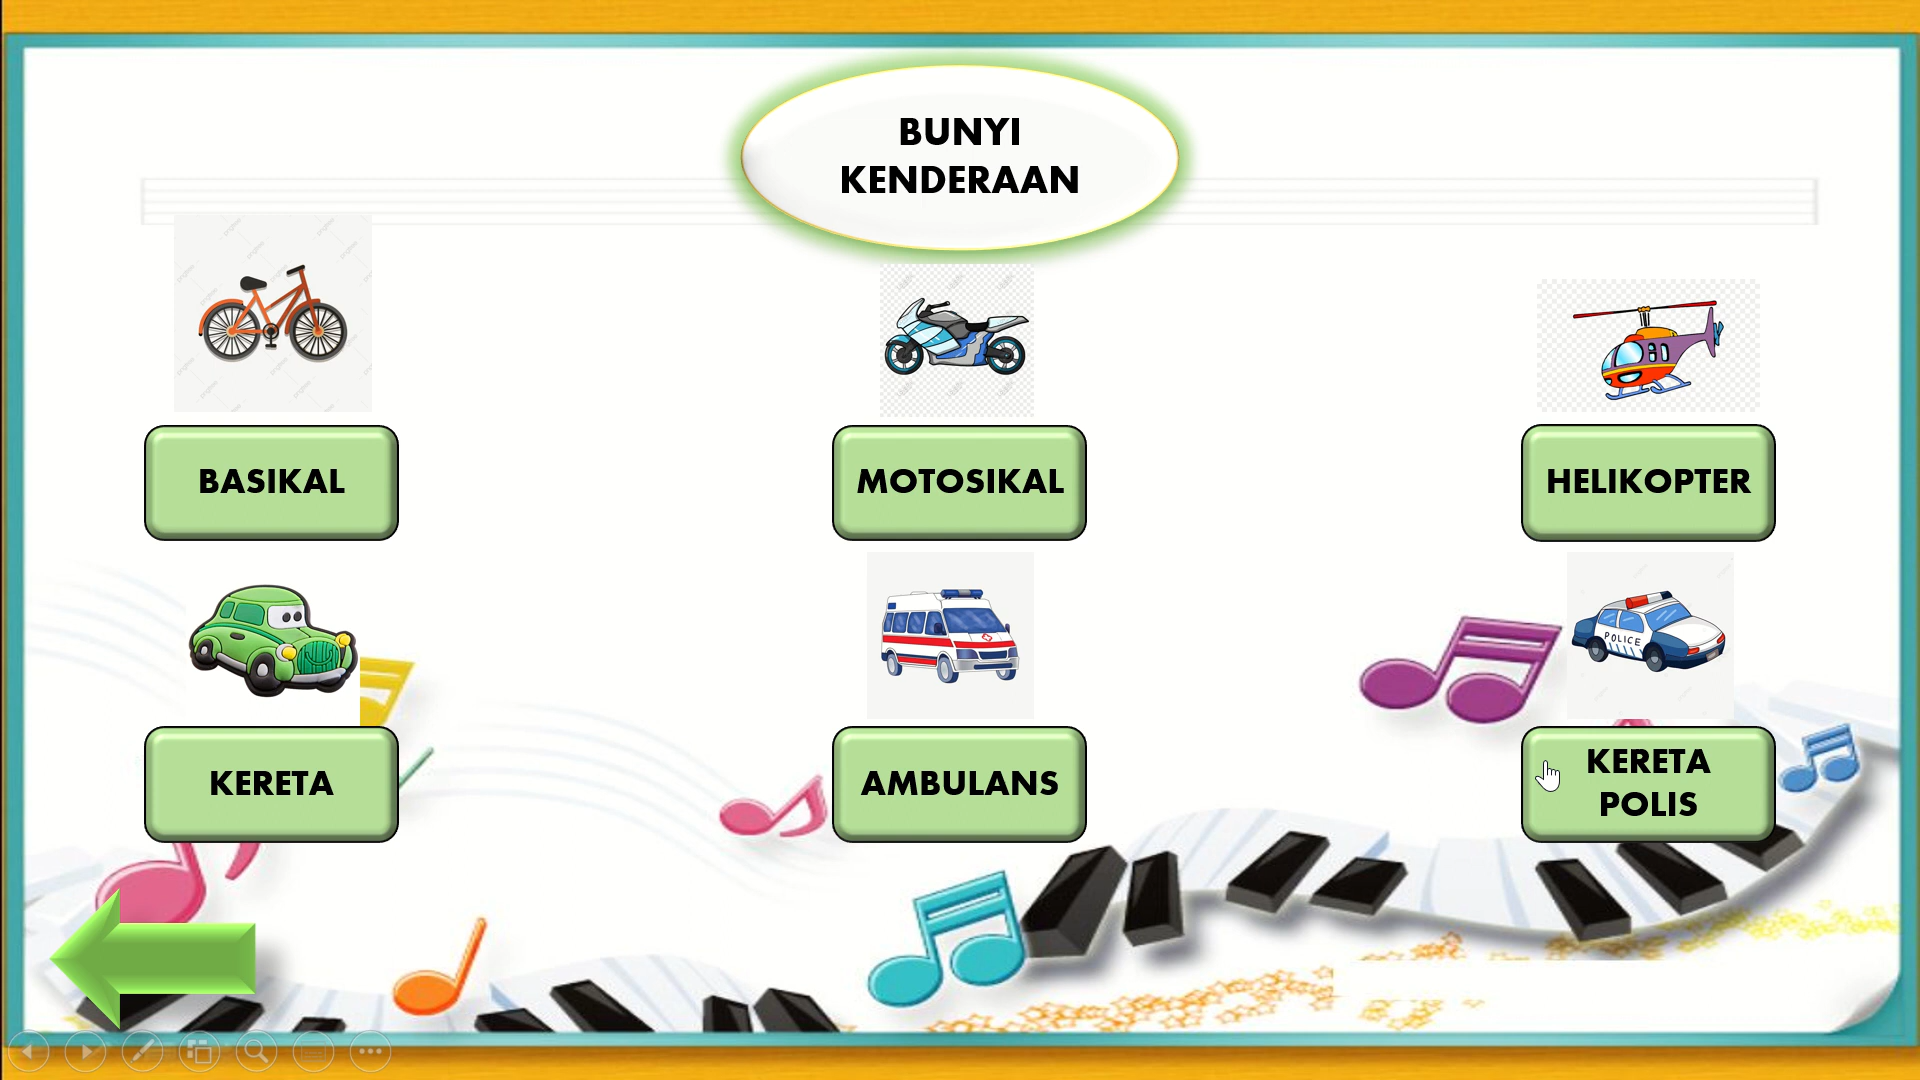 BUNYI
KENDERAAN
BASIKAL
MOTOSIKAL
HELIKOPTER
POLICE
KERETA
AMBULANS
KERETA
POLIS